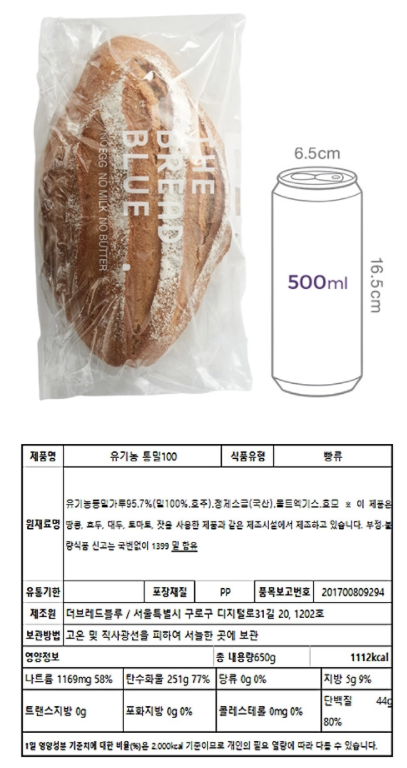 THE
BREAD
BLUE
NO EGG NO MILK NO BUTTER
6.5cm
500ml
16.5cm
제품명 유기농 통밀100 식품유형 빵류
원재료명 유기농통밀가루95.7%(밀100%,호주),정제소금(국산),몰트엑기스,효모 ※ 이 제품은
땅콩, 호두, 대두, 토마토, 잣을 사용한 제품과 같은 제조시설에서 제조하고 있습니다. 부정·불
량식품 신고는 국번없이 1399 밀 함유
유통기한 포장재질 PP 품목보고번호 201700809294
제조원 더브레드블루 / 서울특별시 구로구 디지털로31길 20, 1202호
보관방법 고온 및 직사광선을 피하여 서늘한 곳에 보관
영양정보 총 내용량650g 1112kcal
나트륨 1169mg 58% 탄수화물 251g 77% 당류 0g 0% 지방 5g 9%
트랜스지방 0g 포화지방 0g 0% 콜레스테롤 0mg 0% 단백질 44g
80%
1일 영양성분 기준치에 대한 비율(%)은 2,000kcal 기준이므로 개인의 필요 열량에 따라 다를 수 있습니다.